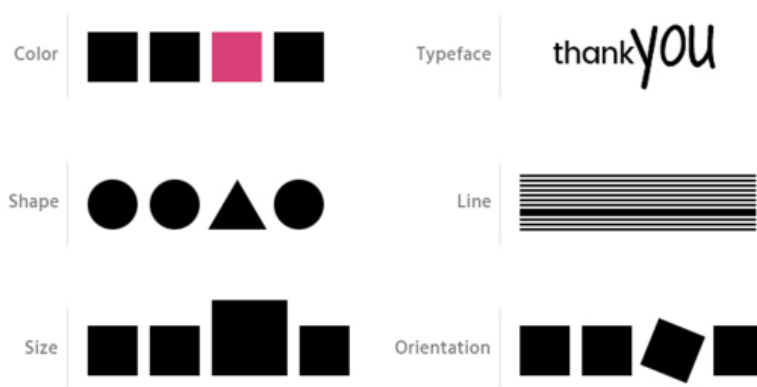 Color
Typeface
thankyou
Shape
Line
Size
Orientation